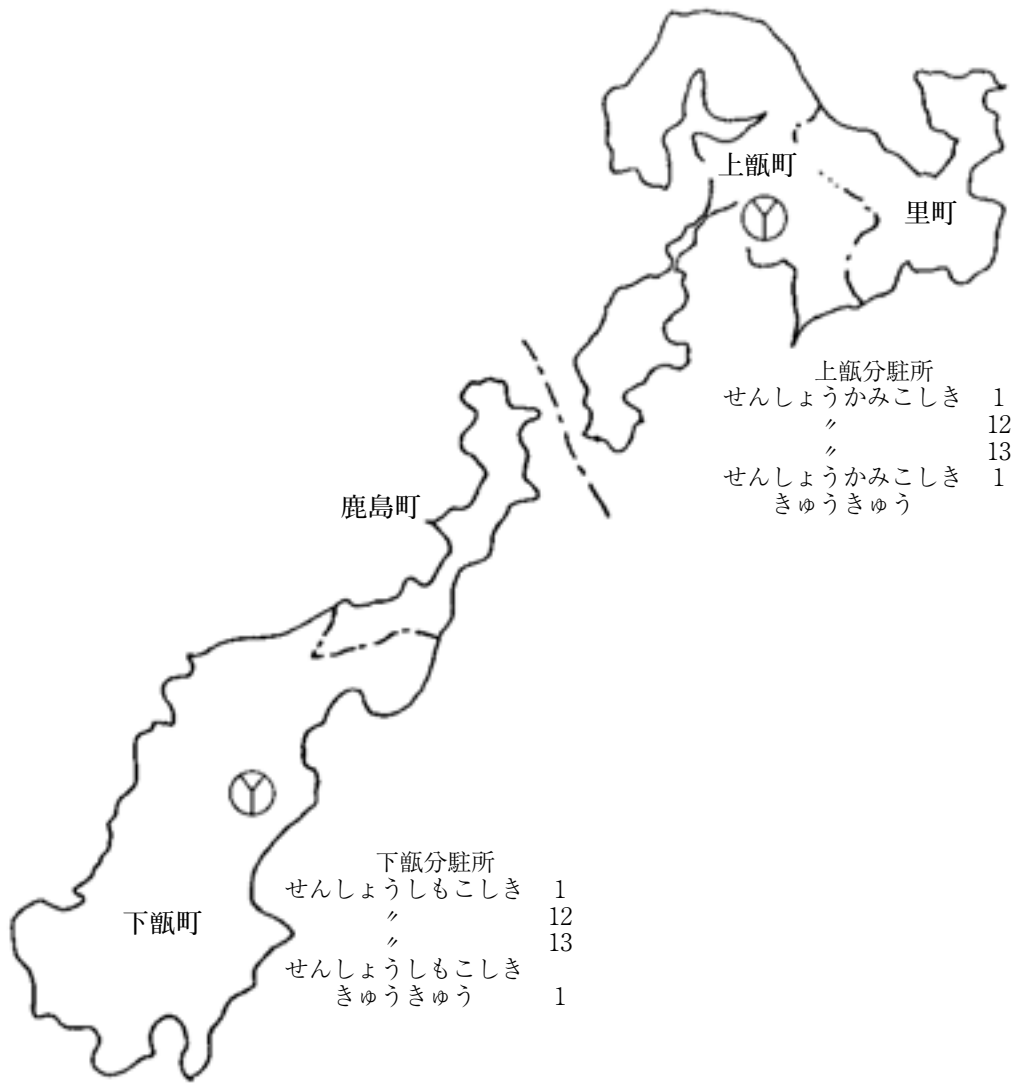 上甑町
里町
上甑分駐所
せんしょうかみこしき 1
〃 12
〃 13
せんしょうかみこしき 1
きゅうきゅう
鹿島町
下甑分駐所
せんしょうしもこしき 1
〃 12
〃 13
せんしょうしもこしき
きゅうきゅう 1
下甑町